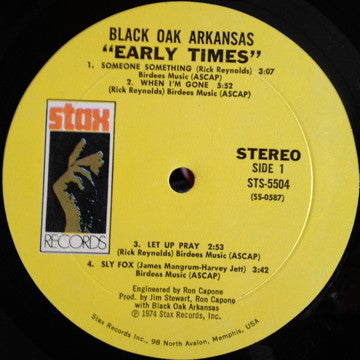 BLACK OAK ARKANSAS
"EARLY TIMES"
1. SOMEONE SOMETHING (Rick Reynolds) 3:07
Birdees Music (ASCAP)
2. WHEN I'M GONE 5:52
(Rick Reynolds) Birdees Music (ASCAP)
stax
RECORDS
STEREO
SIDE 1
STS-5504
(SS-0587)
3. LET UP PRAY 2:53
(Rick Reynolds) Birdees Music (ASCAP)
4. SLY FOX (James Mangrum-Harvey Jett) 3:42
Birdees Music (ASCAP)
Engineered by Ron Capone
Prod. by Jim Stewart, Ron Capone
with Black Oak Arkansas
℗ 1974 Stax Records, Inc.
Stax Records Inc., 98 North Avalon, Memphis, USA